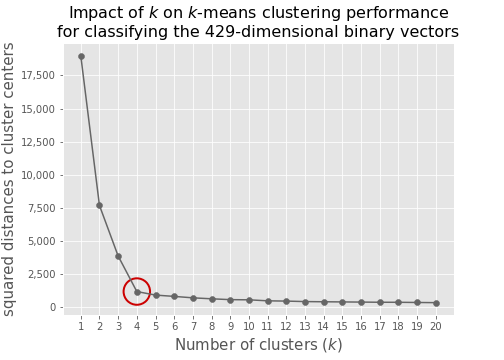 Impact of k on k-means clustering performance
for classifying the 429-dimensional binary vectors
squared distances to cluster centers
17,500
15,000
12,500
10,000
7,500
5,000
2,500
0
1 2 3 4 5 6 7 8 9 10 11 12 13 14 15 16 17 18 19 20
Number of clusters (k)